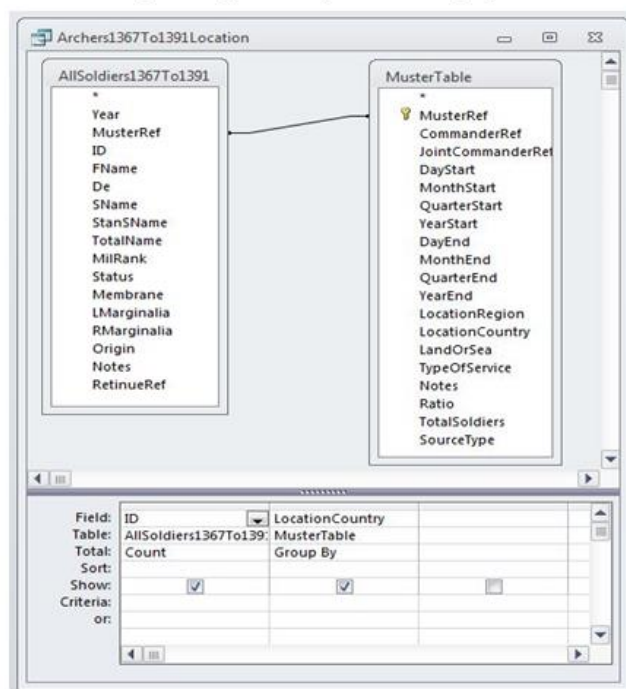 Archers1367To1391Location
AllSoldiers1367To1391
*
Year
MusterRef
ID
FName
De
SName
StanSName
TotalName
MilRank
Status
Membrane
LMarginalia
RMarginalia
Origin
Notes
RetinueRef
MusterTable
*
MusterRef
CommanderRef
JointCommanderRef
DayStart
MonthStart
QuarterStart
YearStart
DayEnd
MonthEnd
QuarterEnd
YearEnd
LocationRegion
LocationCountry
LandOrSea
TypeOfService
Notes
Ratio
TotalSoldiers
SourceType
Field: ID LocationCountry
Table: AllSoldiers1367To139: MusterTable
Total: Count Group By
Sort:
Show:
Criteria:
or: